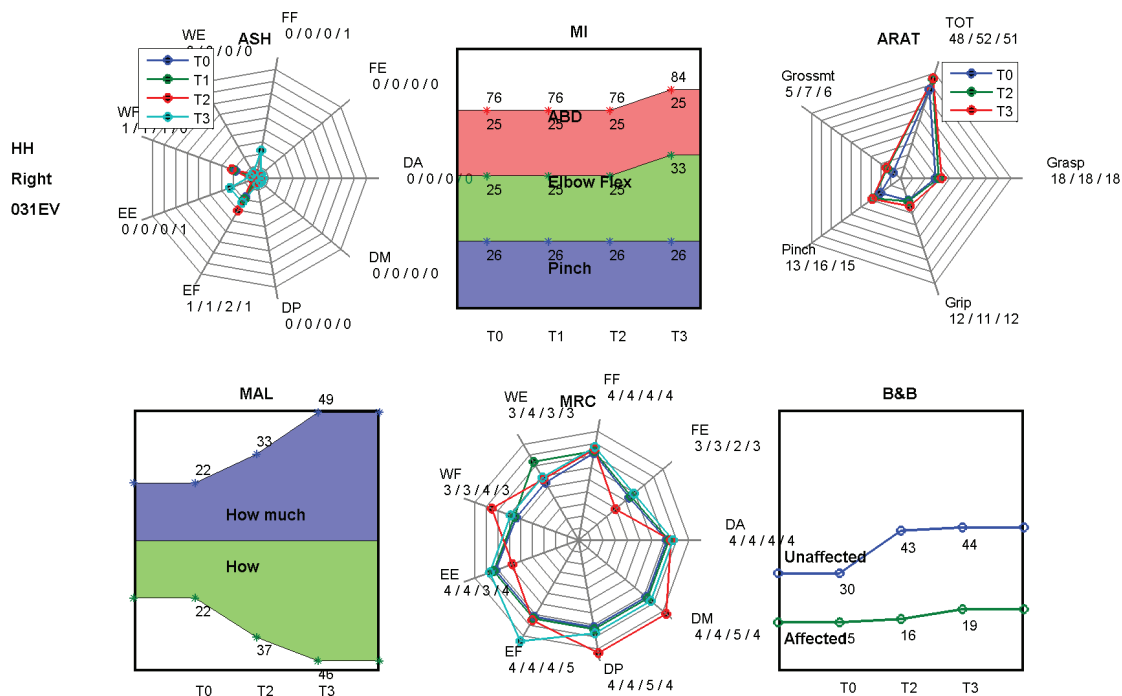 HH
Right
031EV
ASH
FF
0 / 0 / 0 / 1
WE
0 / 0 / 0 / 0
FE
0 / 0 / 0 / 0
T0
T1
T2
T3
WF
DA
0 / 0 / 0 / 0
EE
0 / 0 / 0 / 1
DM
0 / 0 / 0 / 0
EF
1 / 1 / 2 / 1
DP
0 / 0 / 0 / 0
MI
76 76 76 84
25 25 25 25
ABD
25 25 25 33
Elbow Flex
26 26 26 26
Pinch
T0 T1 T2 T3
ARAT
TOT
48 / 52 / 51
Grossmt
5 / 7 / 6
T0
T2
T3
Grasp
18 / 18 / 18
Pinch
13 / 16 / 15
Grip
12 / 11 / 12
MAL
22 33 49
How much
How
22 37 46
T0 T2 T3
MRC
FF
4 / 4 / 4 / 4
WE
3 / 4 / 3 / 3
FE
3 / 3 / 2 / 3
WF
3 / 3 / 4 / 3
DA
4 / 4 / 4 / 4
EE
4 / 4 / 3 / 4
DM
4 / 4 / 5 / 4
EF
4 / 4 / 4 / 5
DP
4 / 4 / 5 / 4
B&B
Unaffected
30 43 44
Affected
16 19
T0 T2 T3